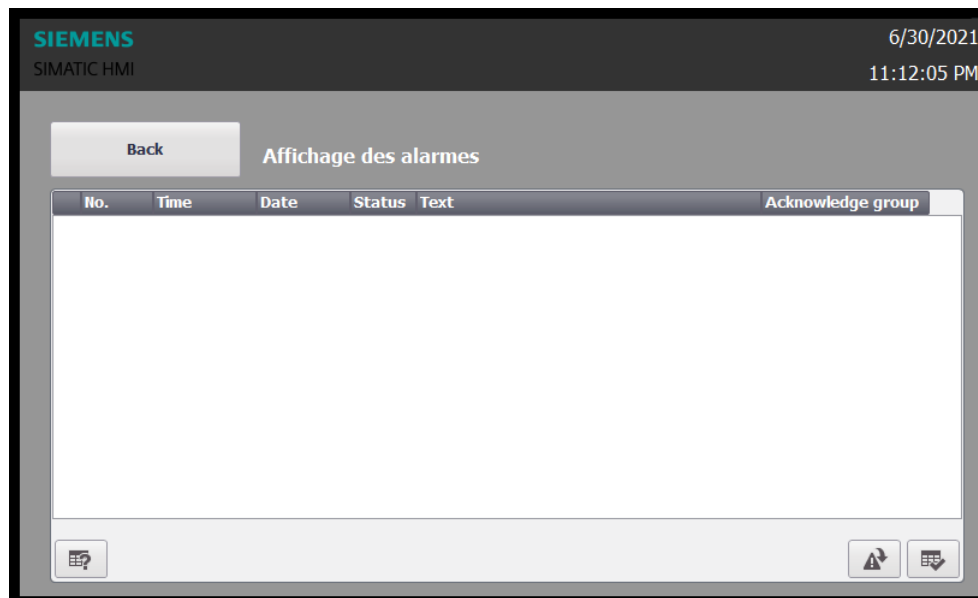 SIEMENS
6/30/2021
SIMATIC HMI
11:12:05 PM
Back
Affichage des alarmes
No. Time Date Status Text Acknowledge group